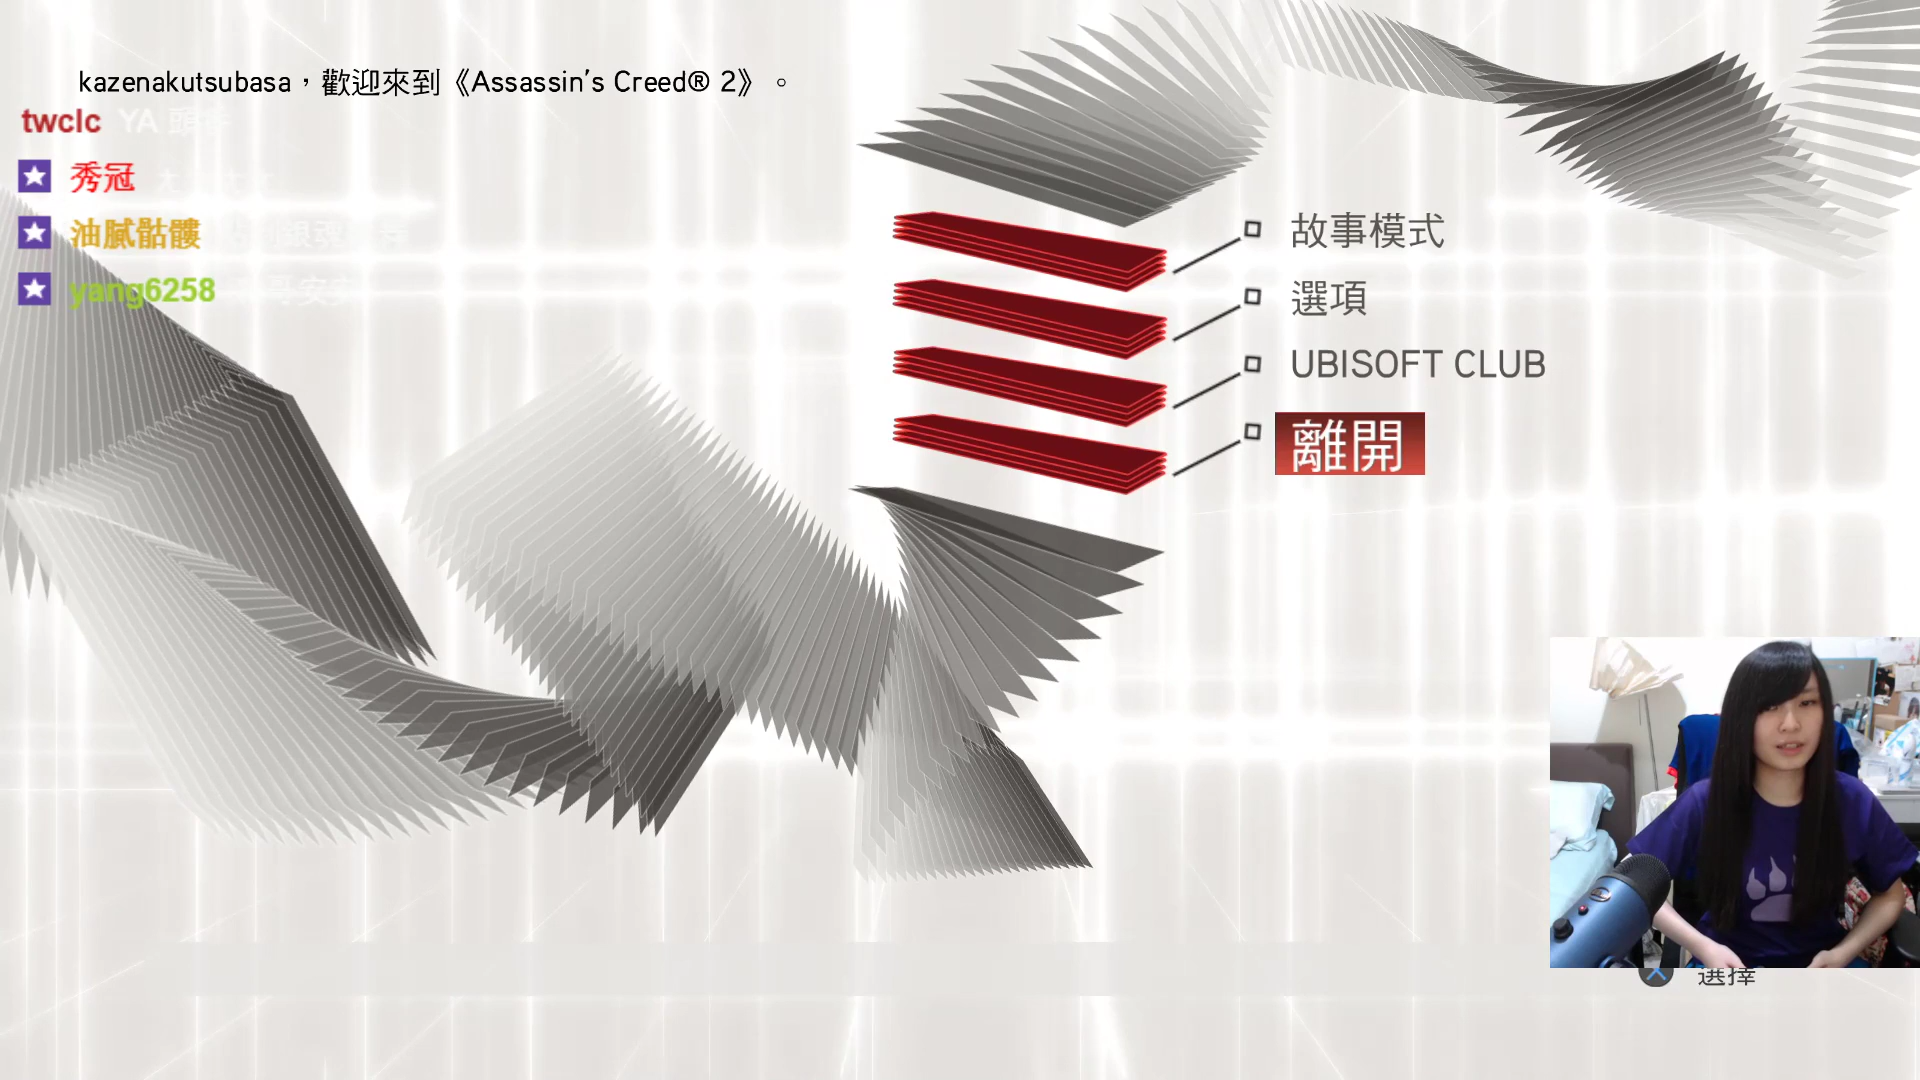 kazenakutsubasa，歡迎來到《Assassin's Creed® 2》。
twclc YA
秀冠
油膩骷髏
yang6258
故事模式
選項
UBISOFT CLUB
離開
選擇